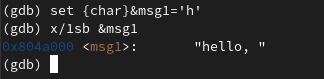 (gdb) set {char}&msg1='h'
(gdb) x/1sb &msg1
0x804a000 <msg1>:       "hello, "
(gdb)